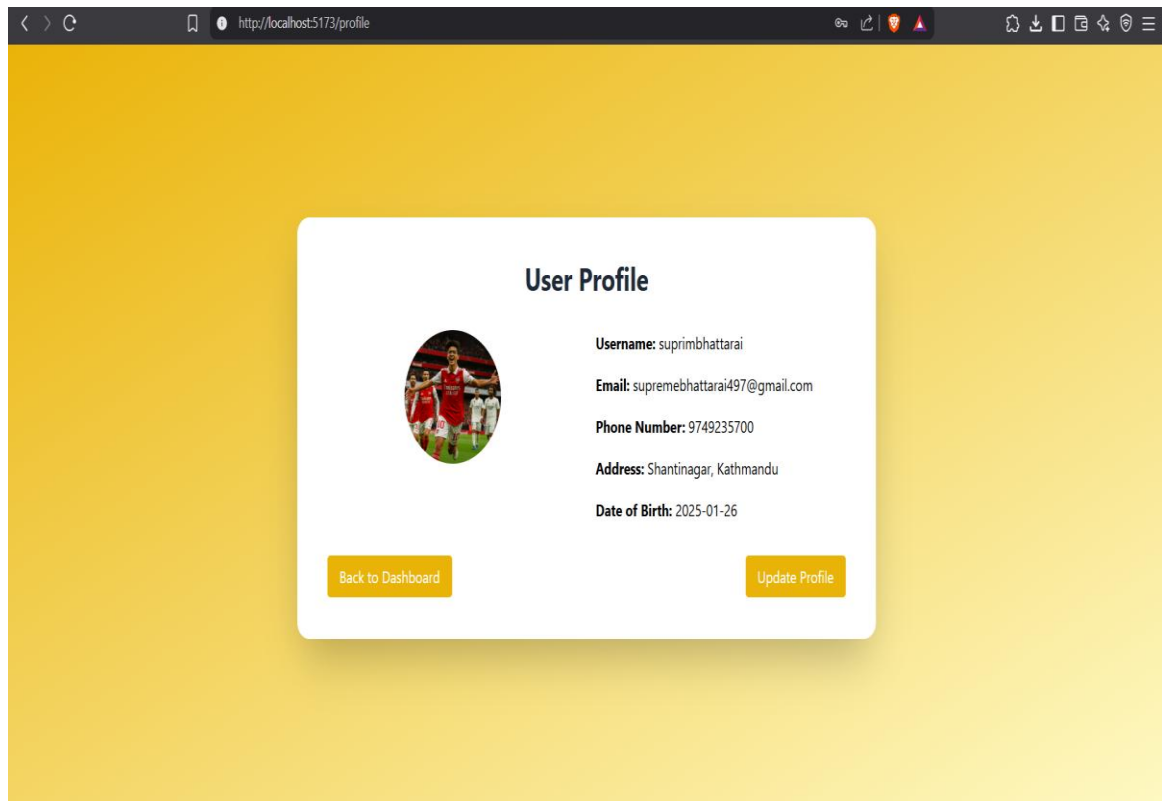 http://localhost:5173/profile
User Profile
Username: suprimbhattarai
Email: supremebhattarai497@gmail.com
Phone Number: 9749235700
Address: Shantinagar, Kathmandu
Date of Birth: 2025-01-26
Back to Dashboard
Update Profile